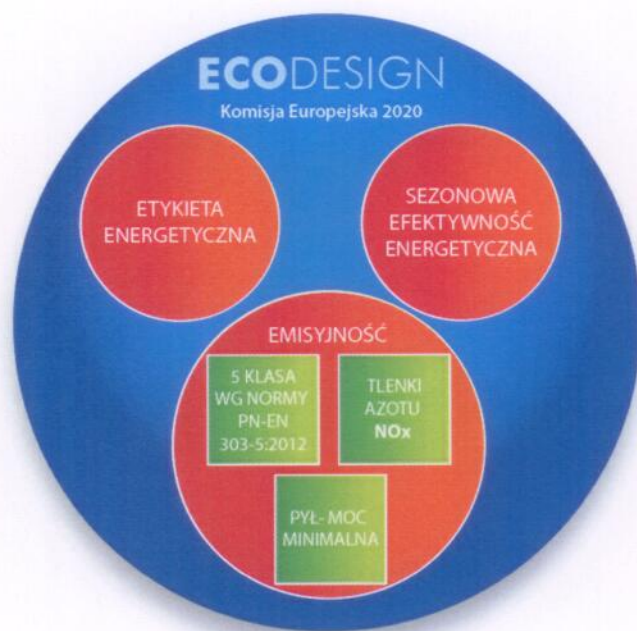 ECODESIGN
Komisja Europejska 2020
ETYKIETA
ENERGETYCZNA
SEZONOWA
EFEKTYWNOŚĆ
ENERGETYCZNA
EMISYJNOŚĆ
5 KLASA
WG NORMY
PN-EN
303-5:2012
TLENKI
AZOTU
NOx
PYŁ- MOC
MINIMALNA